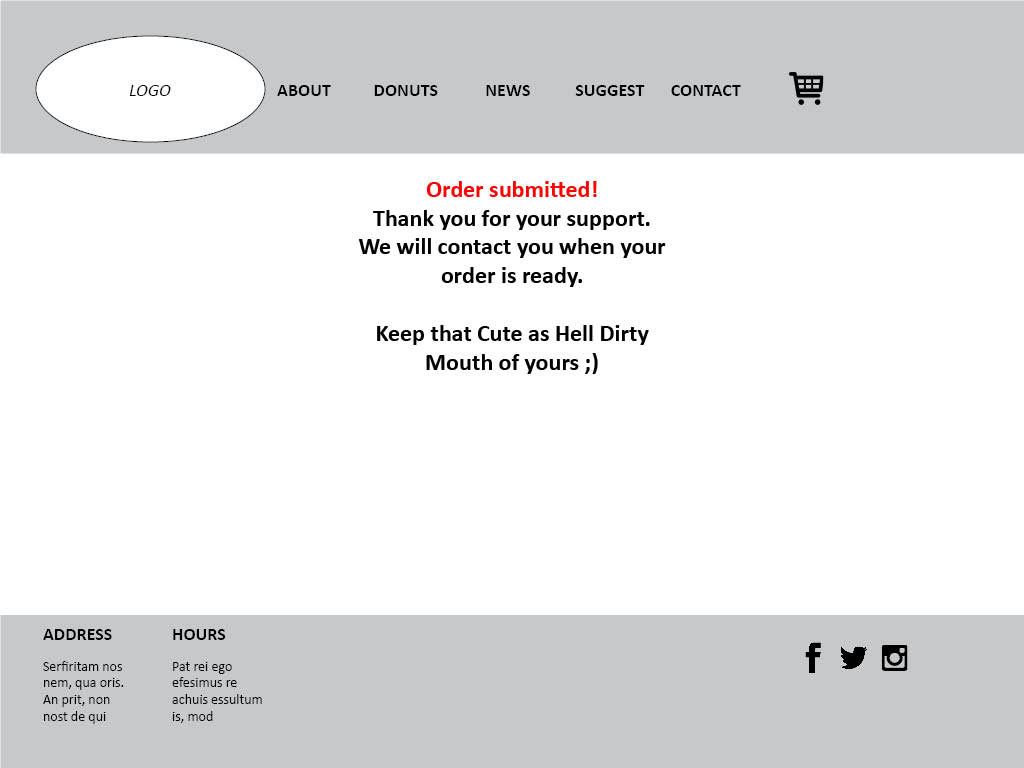 LOGO
ABOUT DONUTS NEWS SUGGEST CONTACT
Order submitted!
Thank you for your support.
We will contact you when your
order is ready.
Keep that Cute as Hell Dirty
Mouth of yours ;)
ADDRESS
Serfiritam nos
nem, qua oris.
An prit, non
nost de qui
HOURS
Pat rei ego
efesimus re
achuis essultum
is, mod